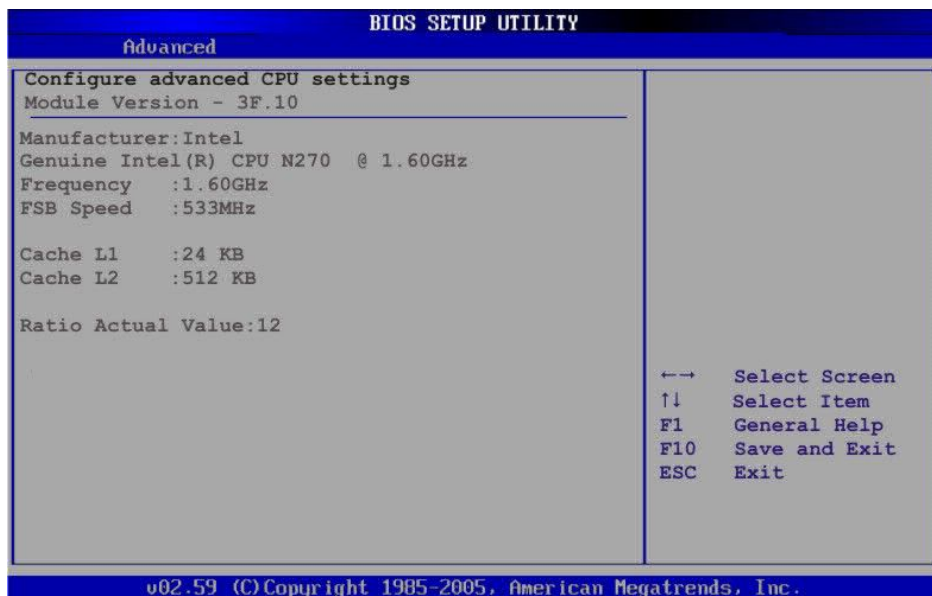 BIOS SETUP UTILITY
Advanced
Configure advanced CPU settings
Module Version - 3F.10
Manufacturer:Intel
Genuine Intel(R) CPU N270 @ 1.60GHz
Frequency :1.60GHz
FSB Speed :533MHz
Cache L1 :24 KB
Cache L2 :512 KB
Ratio Actual Value:12
←→ Select Screen
↑↓ Select Item
F1 General Help
F10 Save and Exit
ESC Exit
v02.59 (C)Copyright 1985-2005, American Megatrends, Inc.